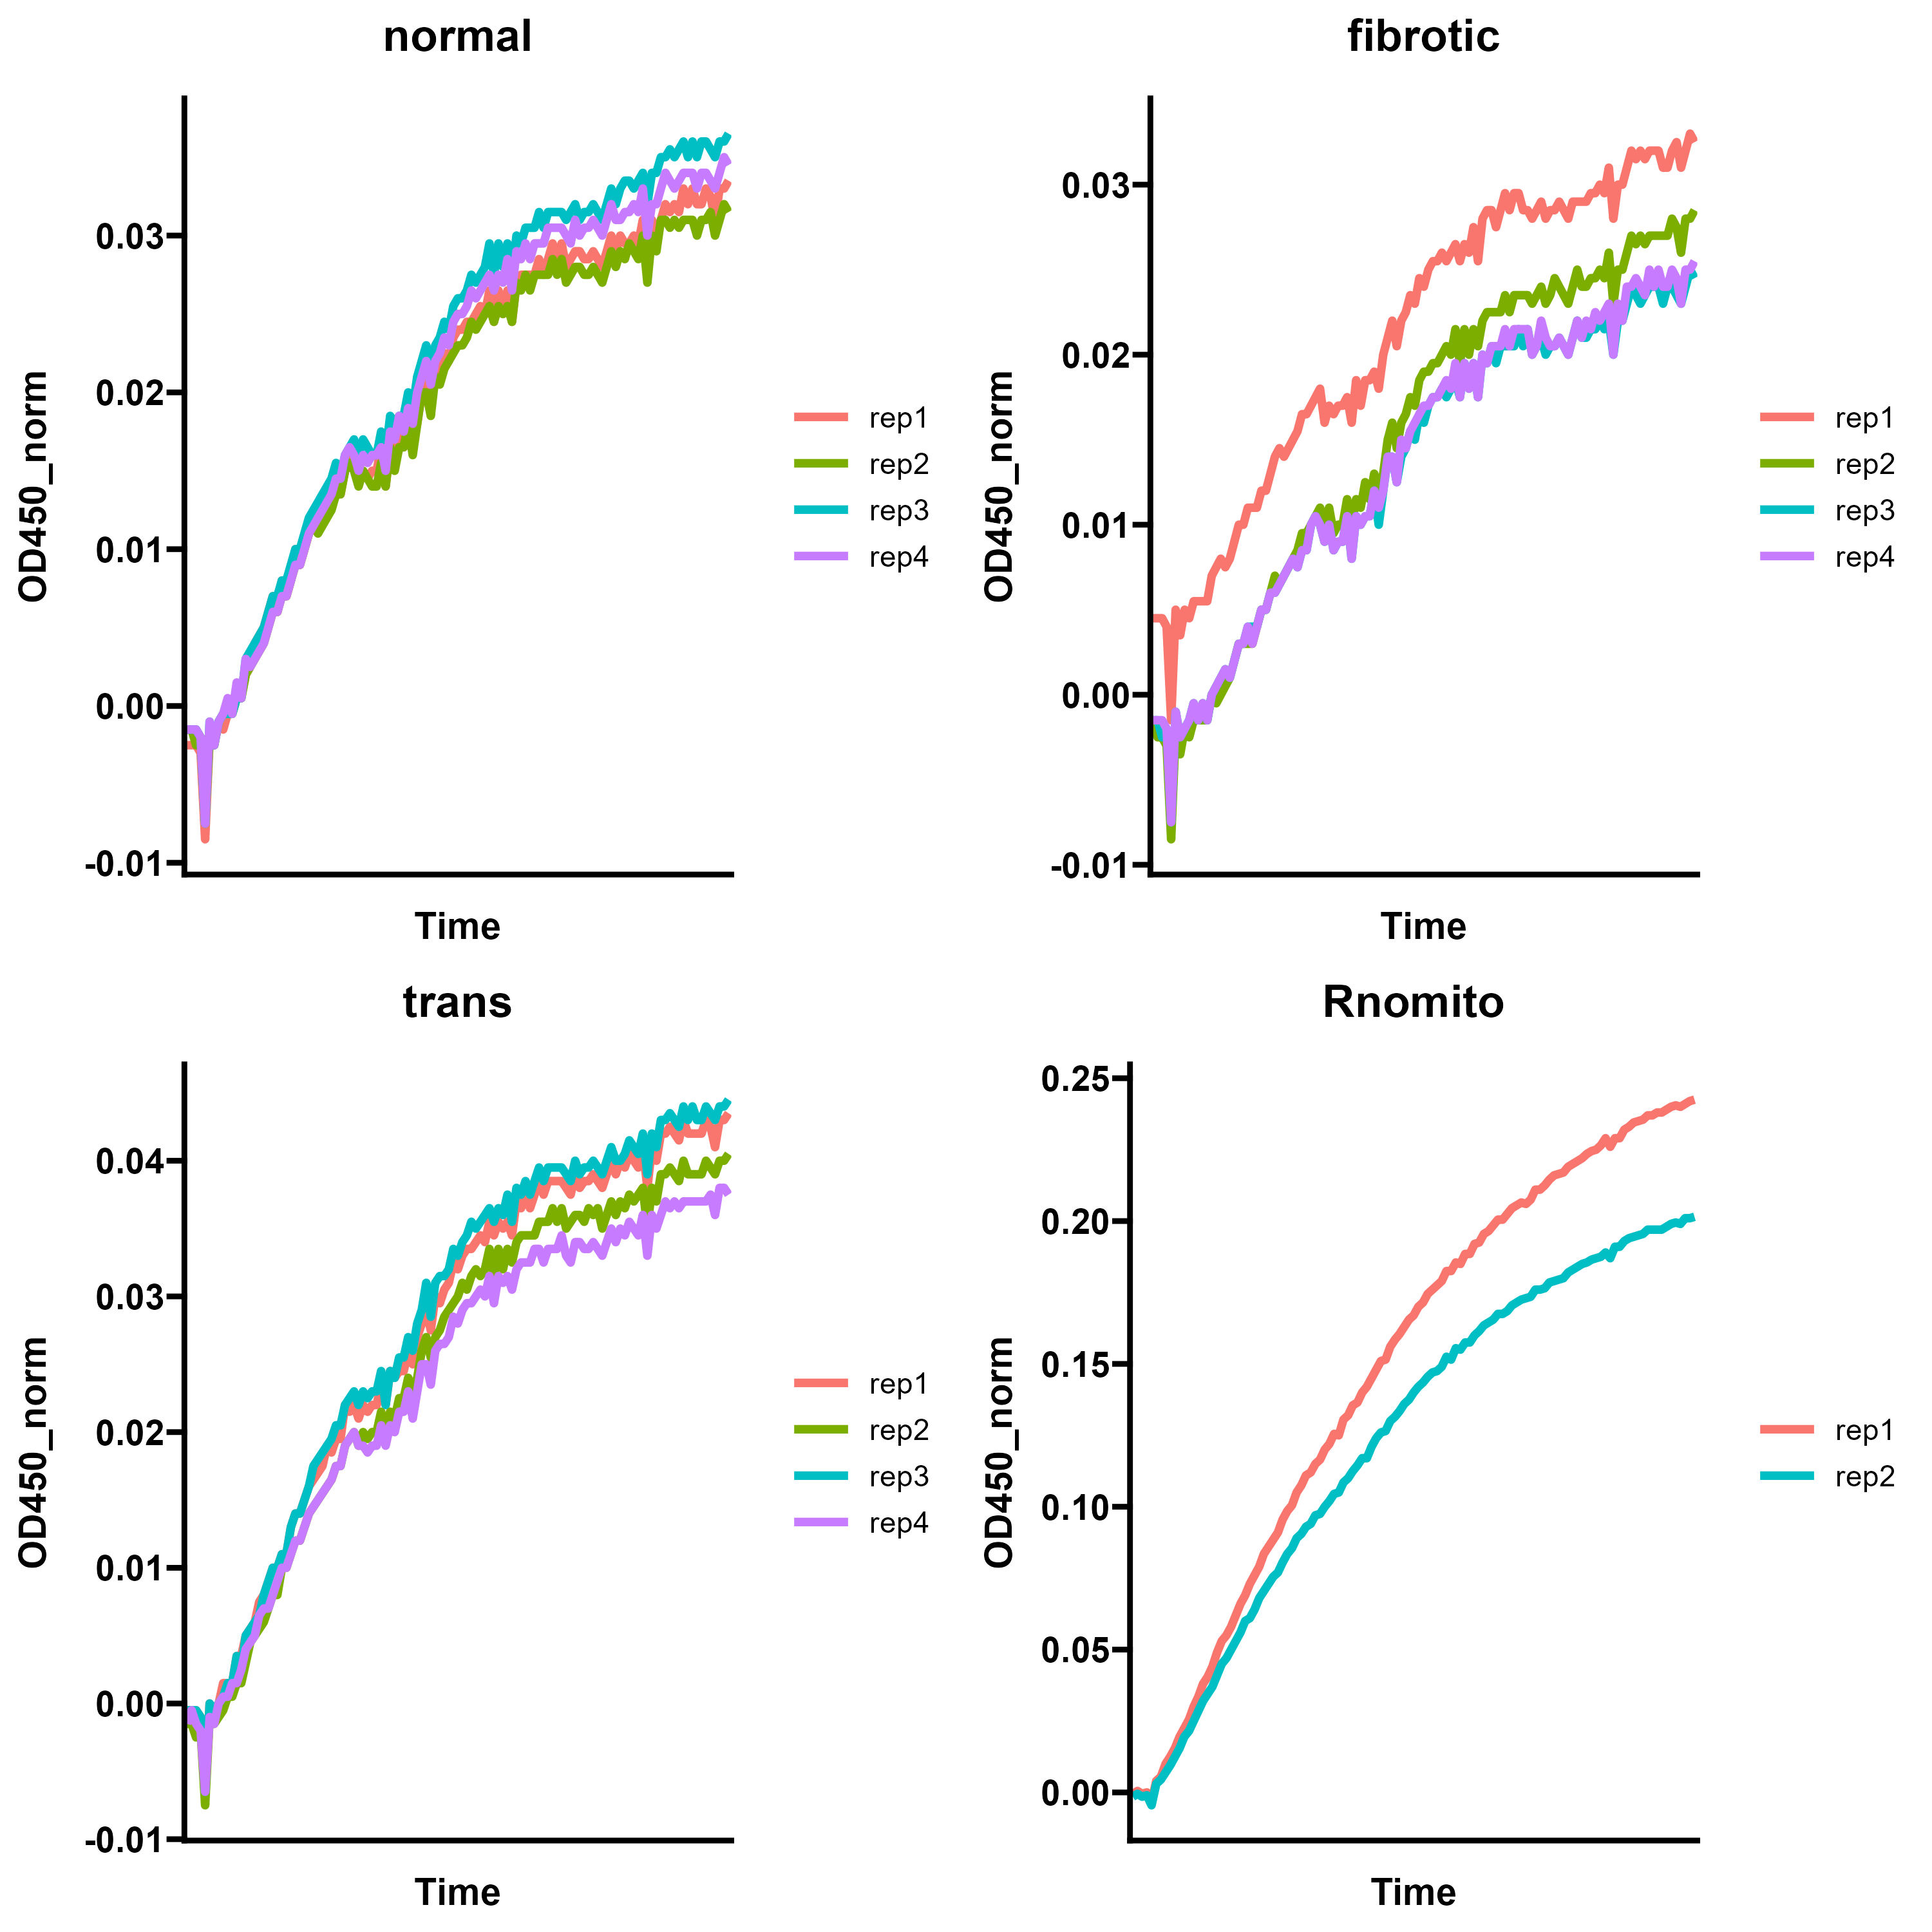 normal
OD450_norm
0.03
0.02
0.01
0.00
-0.01
Time
rep1
rep2
rep3
rep4
fibrotic
OD450_norm
0.03
0.02
0.01
0.00
-0.01
Time
rep1
rep2
rep3
rep4
trans
OD450_norm
0.04
0.03
0.02
0.01
0.00
-0.01
Time
rep1
rep2
rep3
rep4
Rnomito
OD450_norm
0.25
0.20
0.15
0.10
0.05
0.00
Time
rep1
rep2